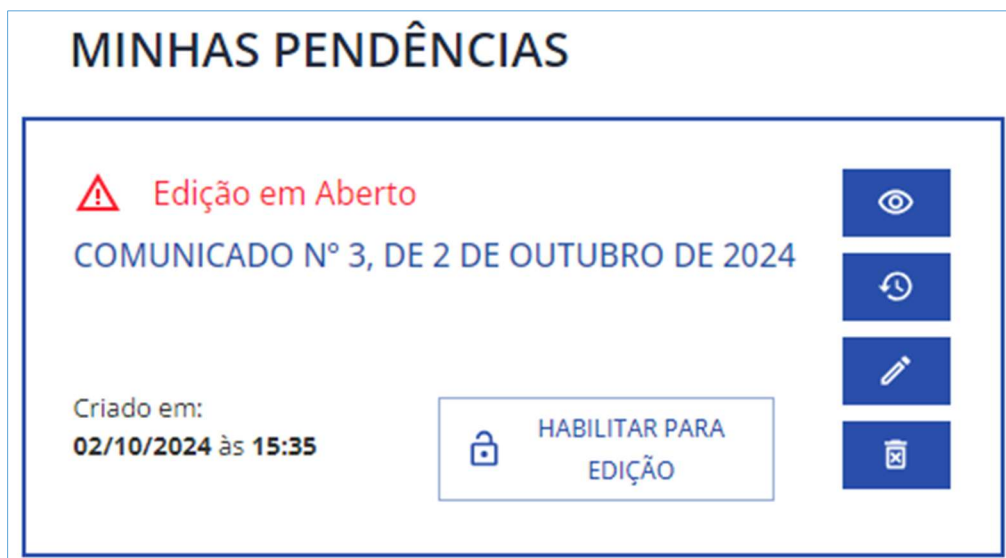 MINHAS PENDÊNCIAS
Edição em Aberto
COMUNICADO N° 3, DE 2 DE OUTUBRO DE 2024
Criado em:
02/10/2024 às 15:35
HABILITAR PARA
EDIÇÃO